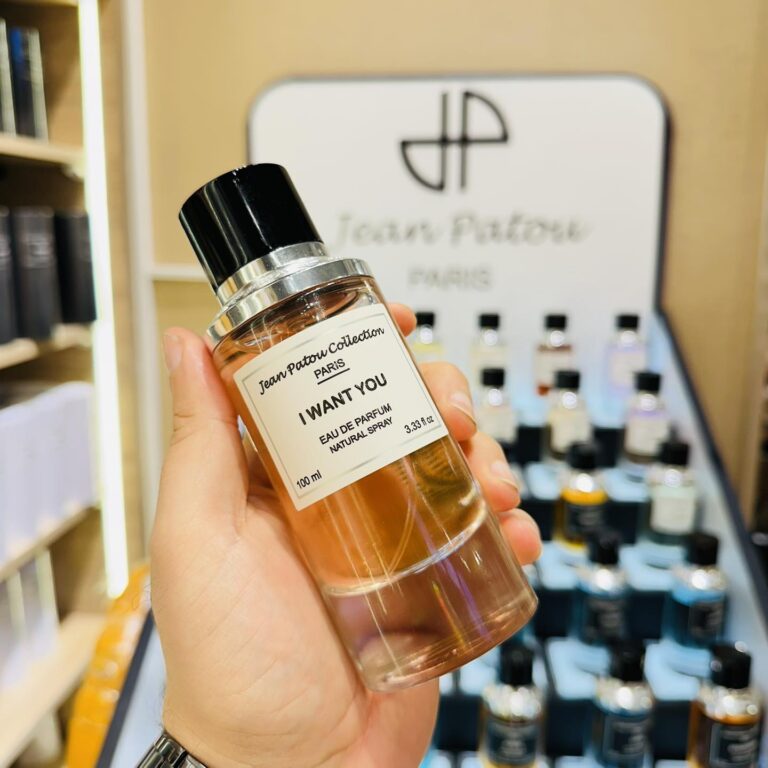 JP
Jean Patou
PARIS
Jean Patou Collection
PARIS
I WANT YOU
EAU DE PARFUM
NATURAL SPRAY
100 ml
3.33 fl oz